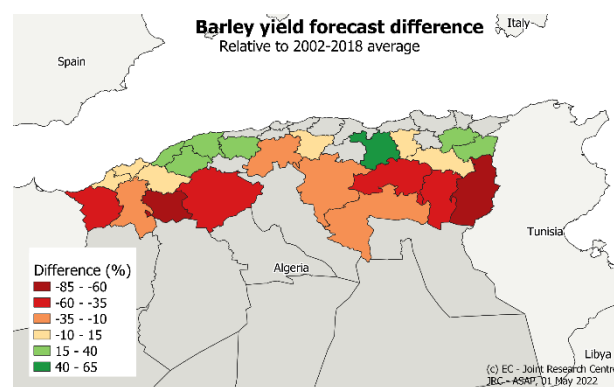 Barley yield forecast difference
Relative to 2002-2018 average
Italy
Spain
Tunisia
Algeria
Libya
Difference (%)
-85 - -60
-60 - -35
-35 - -10
-10 - 15
15 - 40
40 - 65
(c) EC - Joint Research Centr
JRC - ASAP, 01 May 2022